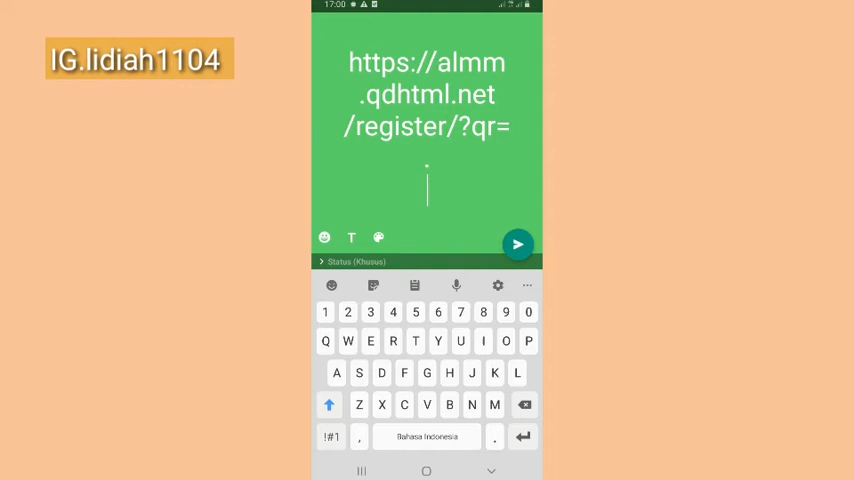 17:00
IG.lidiah1104
https://almm
.qdhtml.net
/register/?qr=
.
T
> Status (Khusus)
1 2 3 4 5 6 7 8 9 0
Q W E R T Y U I O P
A S D F G H J K L
Z X C V B N M
!#1 , Bahasa Indonesia .